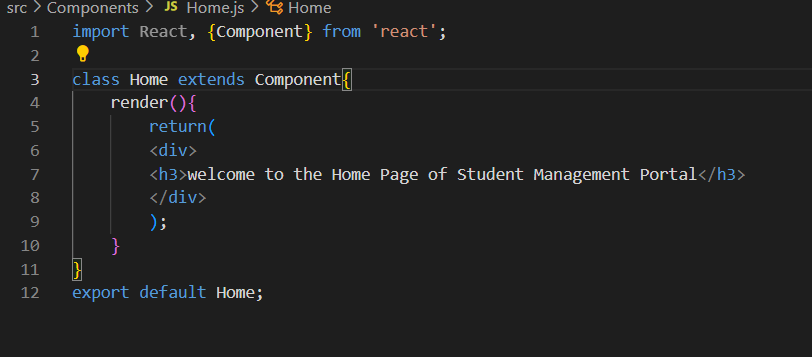 src > Components > JS Home.js > Home
1 import React, {Component} from 'react';
2
3 class Home extends Component{
4 render(){
5 return(
6 <div>
7 <h3>welcome to the Home Page of Student Management Portal</h3>
8 </div>
9 );
10 }
11 }
12 export default Home;